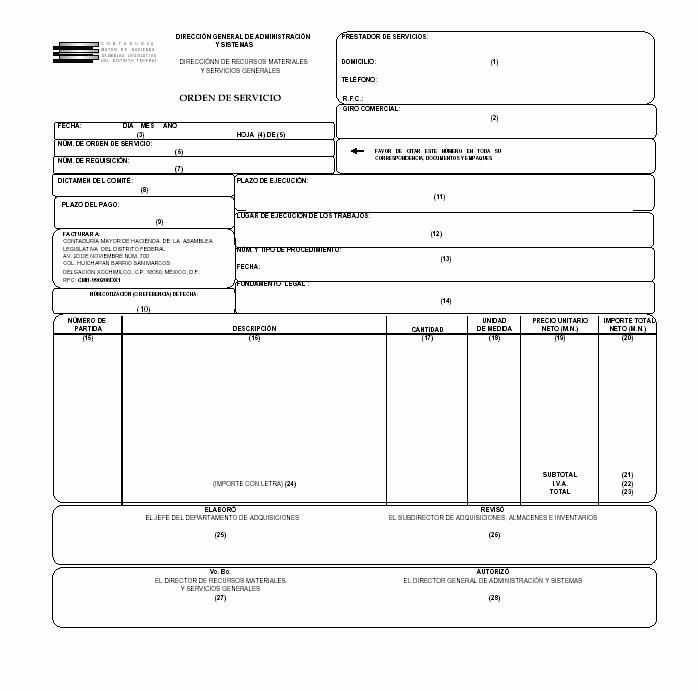 CONTADURIA
MAYOR DE HACIENDA
ASAMBLEA LEGISLATIVA
DEL DISTRITO FEDERAL
DIRECCIÓN GENERAL DE ADMINISTRACIÓN
Y SISTEMAS
DIRECCIÓNN DE RECURSOS MATERIALES
Y SERVICIOS GENERALES
ORDEN DE SERVICIO
PRESTADOR DE SERVICIOS:
DOMICILIO: (1)
TELÉFONO:
R.F.C.:
GIRO COMERCIAL:
(2)
FECHA: DIA MES AÑO
(3) HOJA (4) DE (5)
NÚM. DE ORDEN DE SERVICIO:
(6)
NÚM. DE REQUISICIÓN:
(7)
FAVOR DE CITAR ESTE NÚMERO EN TODA SU
CORRESPONDENCIA, DOCUMENTOS Y EMPAQUES
DICTAMEN DEL COMITÉ:
(8)
PLAZO DEL PAGO:
(9)
PLAZO DE EJECUCIÓN:
(11)
LUGAR DE EJECUCION DE LOS TRABAJOS:
(12)
FACTURAR A:
CONTADURÍA MAYOR DE HACIENDA DE LA ASAMBLEA
LEGISLATIVA DEL DISTRITO FEDERAL
AV. 20 DE NOVIEMBRE NÚM. 700
COL. HUICHAPAN BARRIO SAN MARCOS
DELGACIÓN XOCHIMILCO, C.P. 16050, MÉXICO, D.F.
RFC: CMH-990208DX1
NÚM. Y TIPO DE PROCEDIMIENTO:
(13)
FECHA:
FUNDAMENTO LEGAL :
(14)
NÚM.COTIZACIÓN (O REFERENCIA) DE FECHA:
(10)
NÚMERO DE PARTIDA
DESCRIPCIÓN
CANTIDAD
UNIDAD DE MEDIDA
PRECIO UNITARIO NETO (M.N.)
IMPORTE TOTAL NETO (M.N.)
(15) (16) (17) (18) (19) (20)
SUBTOTAL (21)
(IMPORTE CON LETRA) (24) I.V.A. (22)
TOTAL (23)
ELABORÓ
EL JEFE DEL DEPARTAMENTO DE ADQUISICIONES
(25)
REVISÓ
EL SUBDIRECTOR DE ADQUISICIONES, ALMACENES E INVENTARIOS
(26)
Vo. Bo.
EL DIRECTOR DE RECURSOS MATERIALES
Y SERVICIOS GENERALES
(27)
AUTORIZÓ
EL DIRECTOR GENERAL DE ADMINISTRACIÓN Y SISTEMAS
(28)